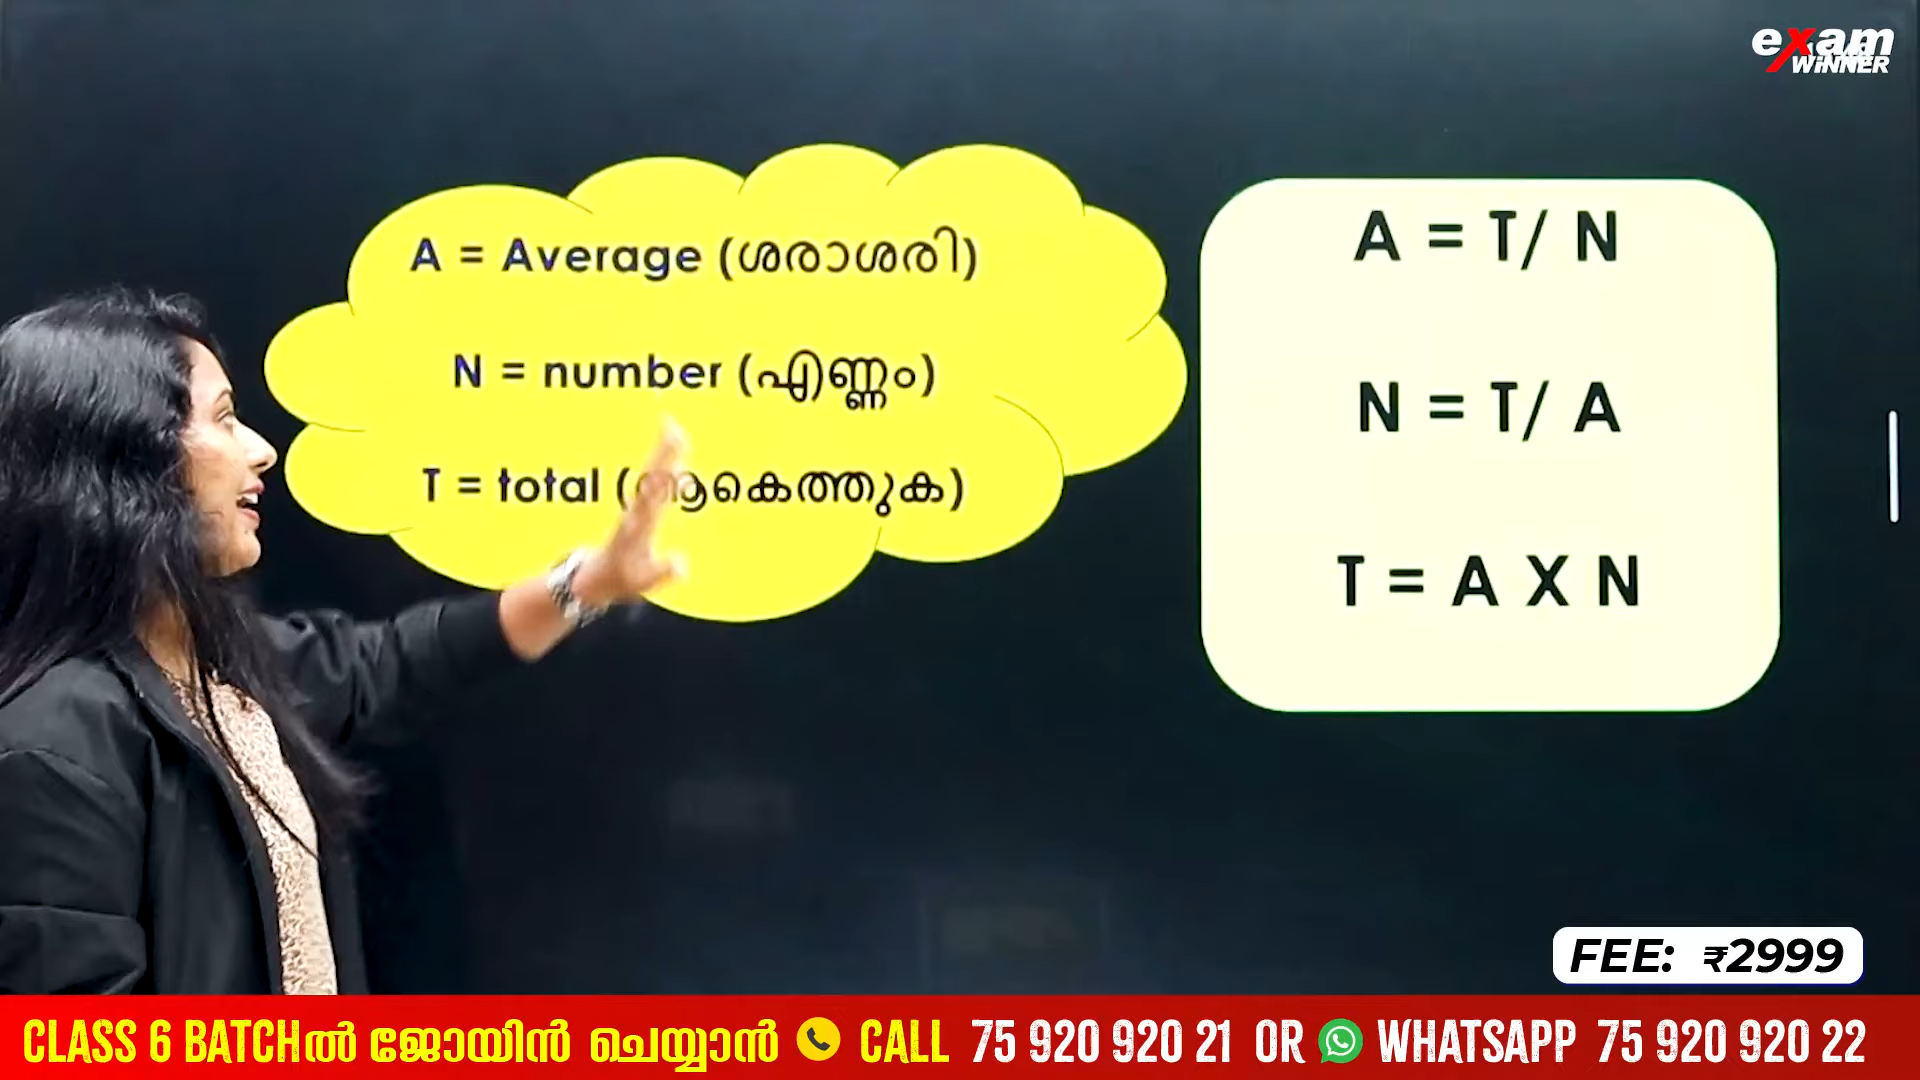 exam
WiNNER
A = Average (ശരാശരി)
N = number (എണ്ണം)
T = total (ആകെത്തുക)
A = T/ N
N = T/ A
T = A X N
FEE: ₹2999
CLASS 6 BATCHൽ ജോയിൻ ചെയ്യാൻ CALL 75 920 920 21 OR WHATSAPP 75 920 920 22